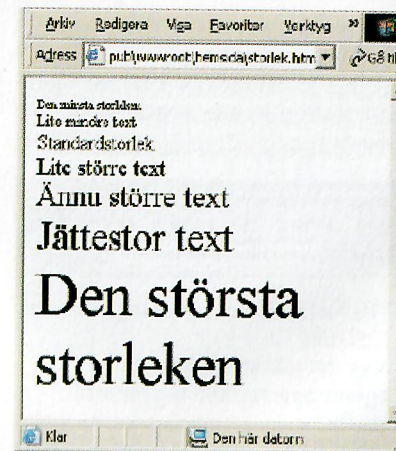 Arkiv Redigera Visa Favoriter Verktyg »
Adress pub\wwwroot\hemsida\storlek.htm Gå
Den minsta storleken
Lite mindre text
Standardstorlek
Lite större text
Ännu större text
Jättestor text
Den största
storleken
Klar Den här datorn